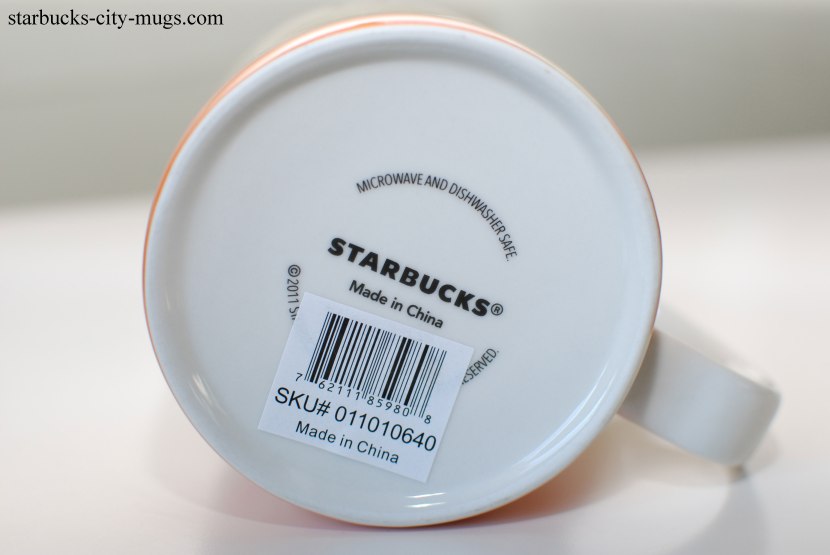 starbucks-city-mugs.com
MICROWAVE AND DISHWASHER SAFE.
STARBUCKS®
Made in China
©2011
7 62111 85980 8
SKU# 011010640
Made in China